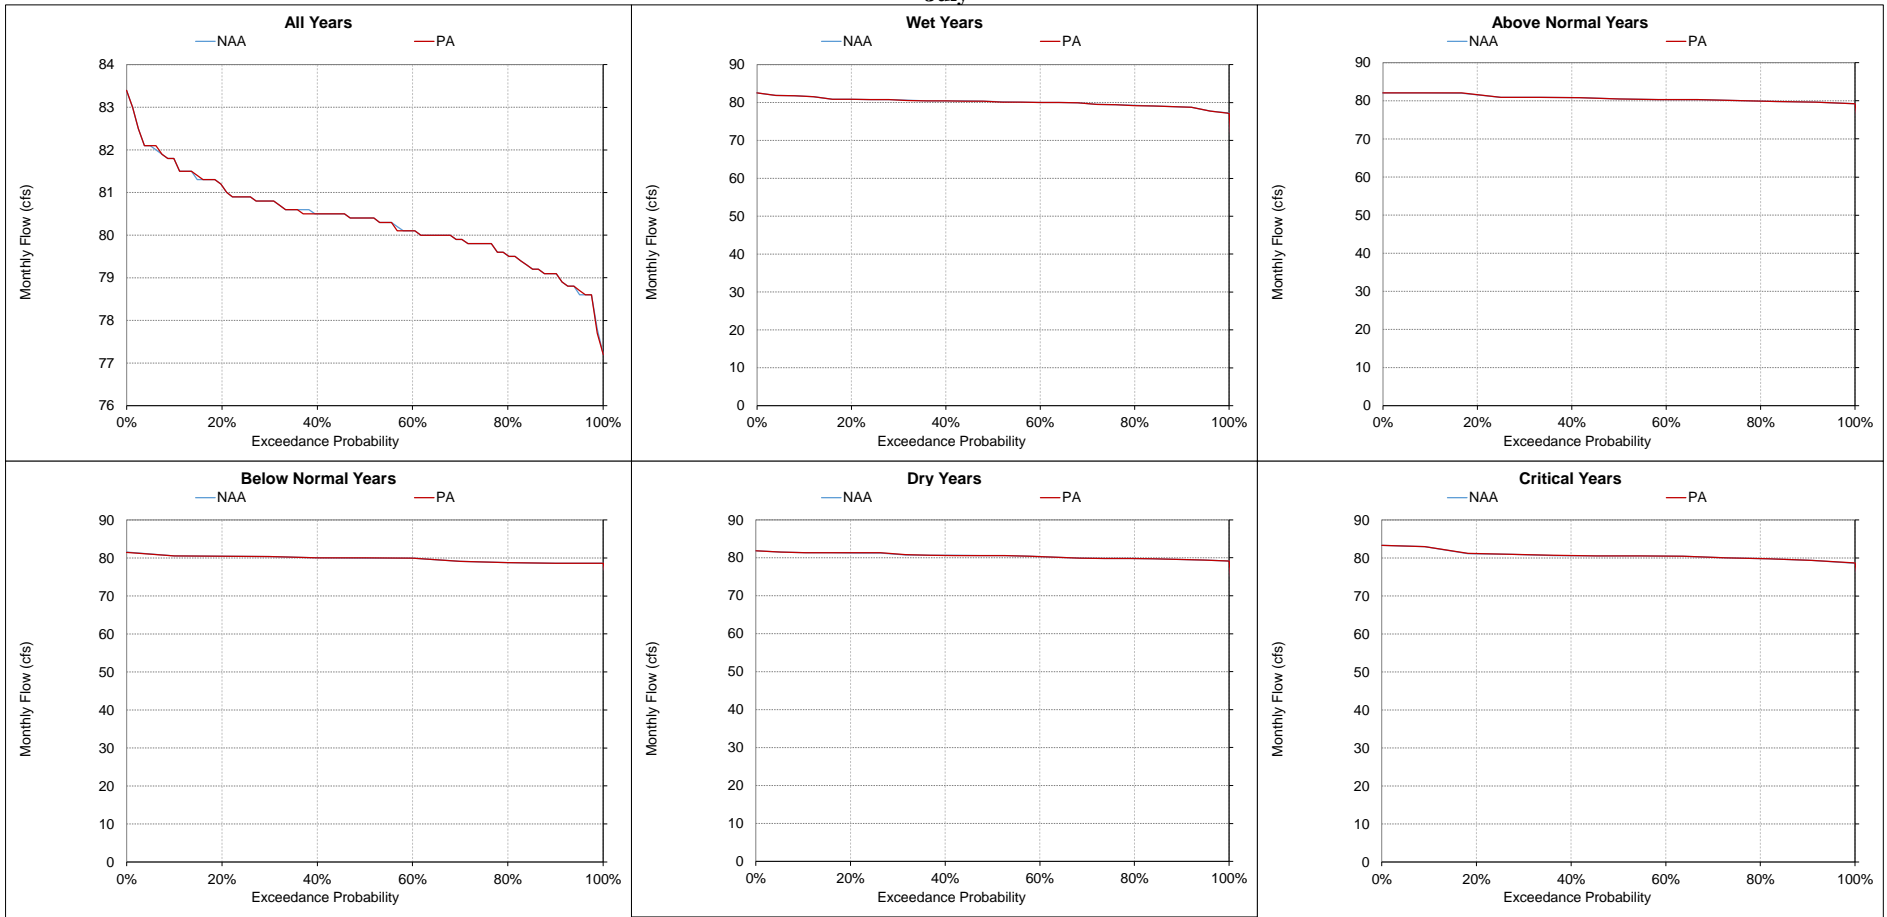 All Years
NAA PA
84
83
82
81
80
79
78
77
76
0% 20% 40% 60% 80% 100%
Monthly Flow (cfs)
Exceedance Probability
Wet Years
NAA PA
90
80
70
60
50
40
30
20
10
0
0% 20% 40% 60% 80% 100%
Monthly Flow (cfs)
Exceedance Probability
Above Normal Years
NAA PA
90
80
70
60
50
40
30
20
10
0
0% 20% 40% 60% 80% 100%
Monthly Flow (cfs)
Exceedance Probability
Below Normal Years
NAA PA
90
80
70
60
50
40
30
20
10
0
0% 20% 40% 60% 80% 100%
Monthly Flow (cfs)
Exceedance Probability
Dry Years
NAA PA
90
80
70
60
50
40
30
20
10
0
0% 20% 40% 60% 80% 100%
Monthly Flow (cfs)
Exceedance Probability
Critical Years
NAA PA
90
80
70
60
50
40
30
20
10
0
0% 20% 40% 60% 80% 100%
Monthly Flow (cfs)
Exceedance Probability